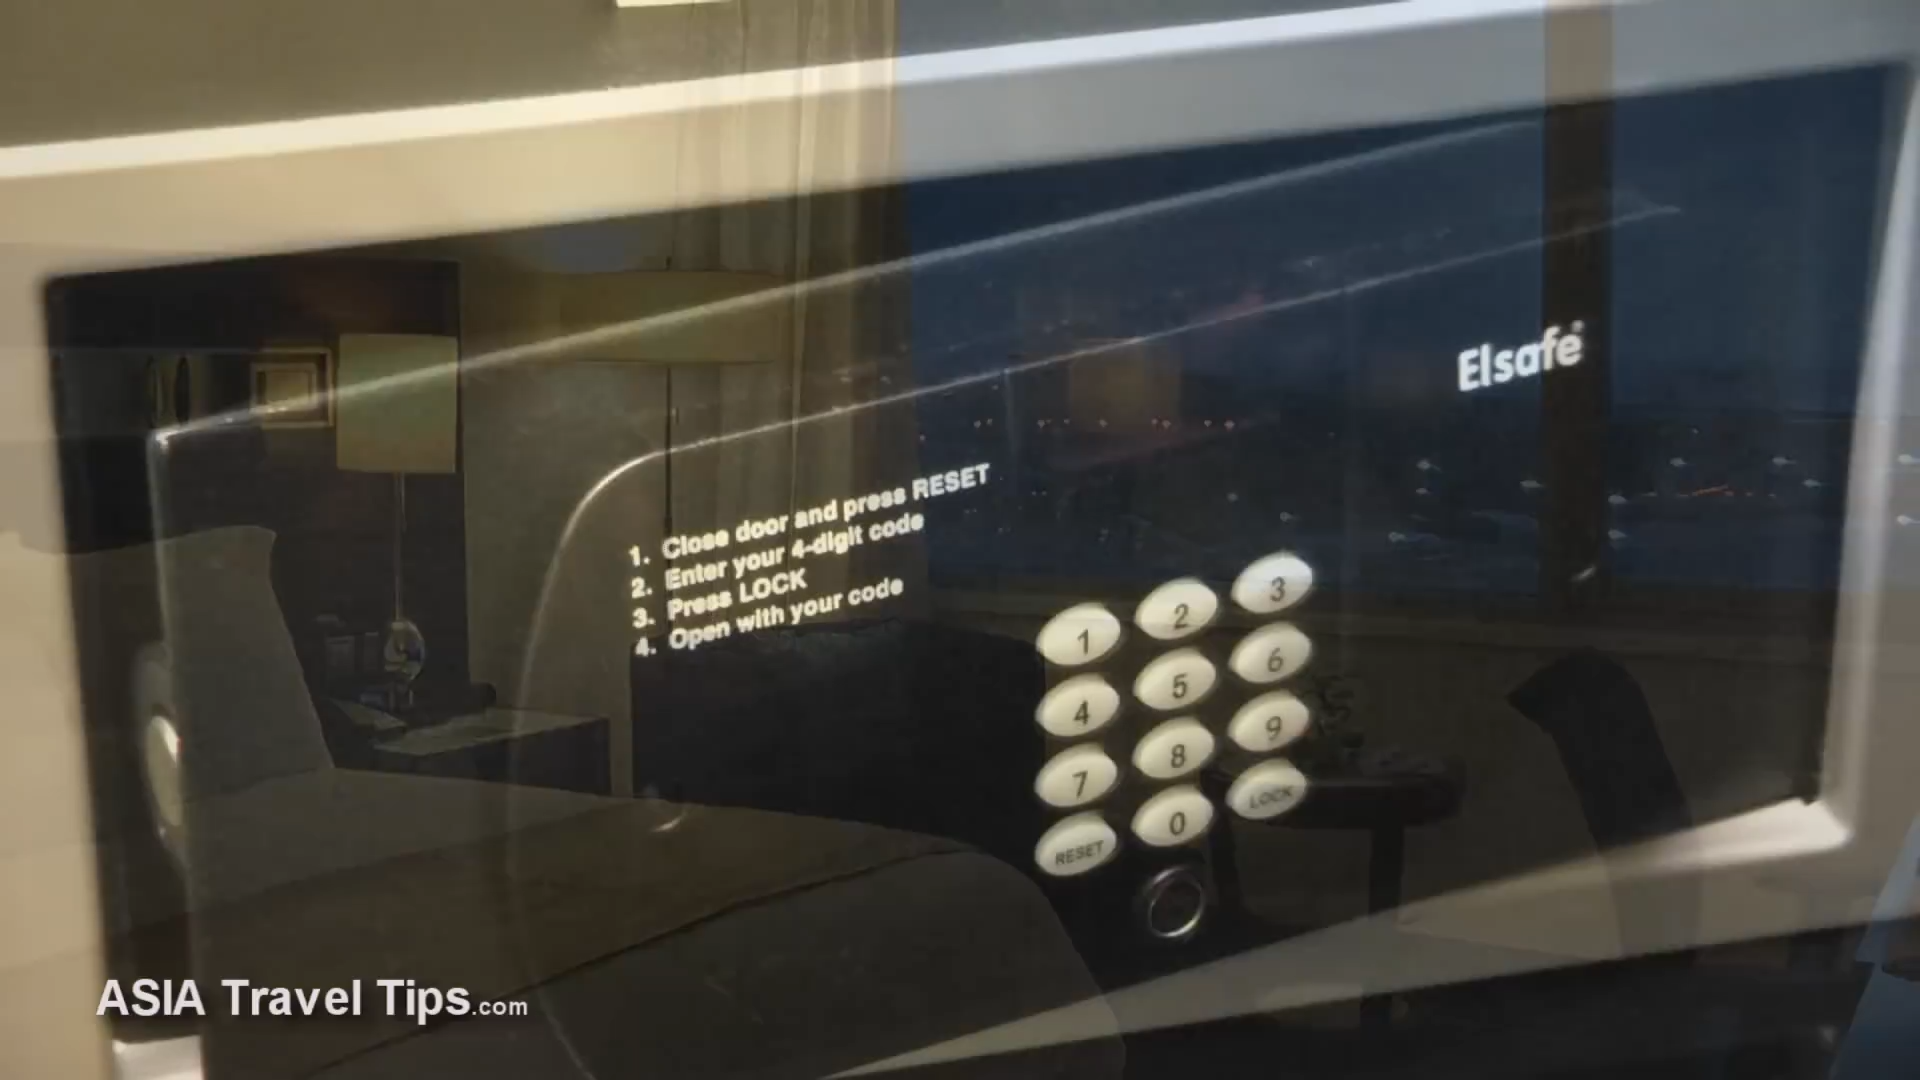 Elsafe
1. Close door and press RESET
2. Enter your 4-digit code
3. Press LOCK
4. Open with your code
1 2 3
4 5 6
7 8 9
RESET 0 LOCK
ASIA Travel Tips.com